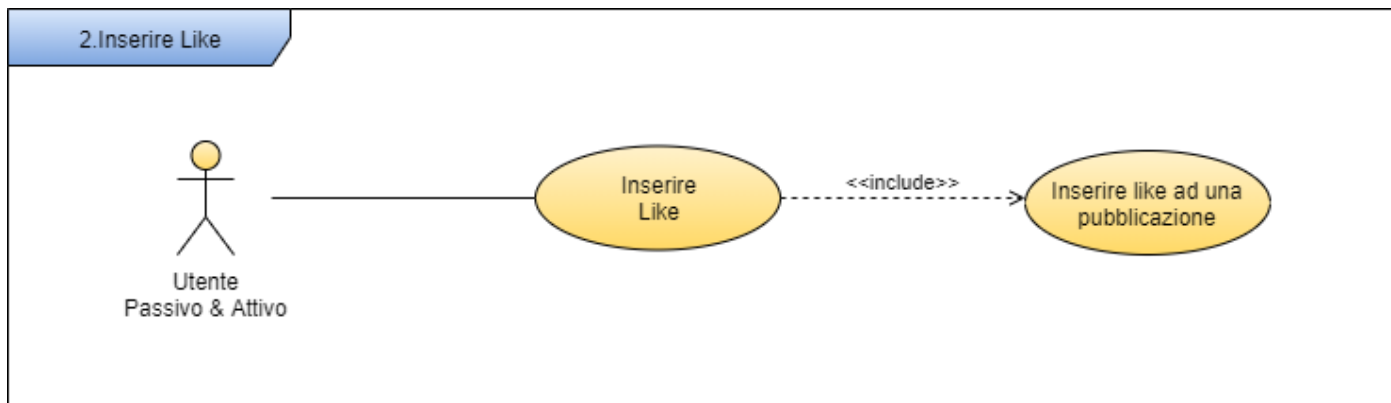 2.Inserire Like
Inserire
Like
<<include>>
Inserire like ad una
pubblicazione
Utente
Passivo & Attivo